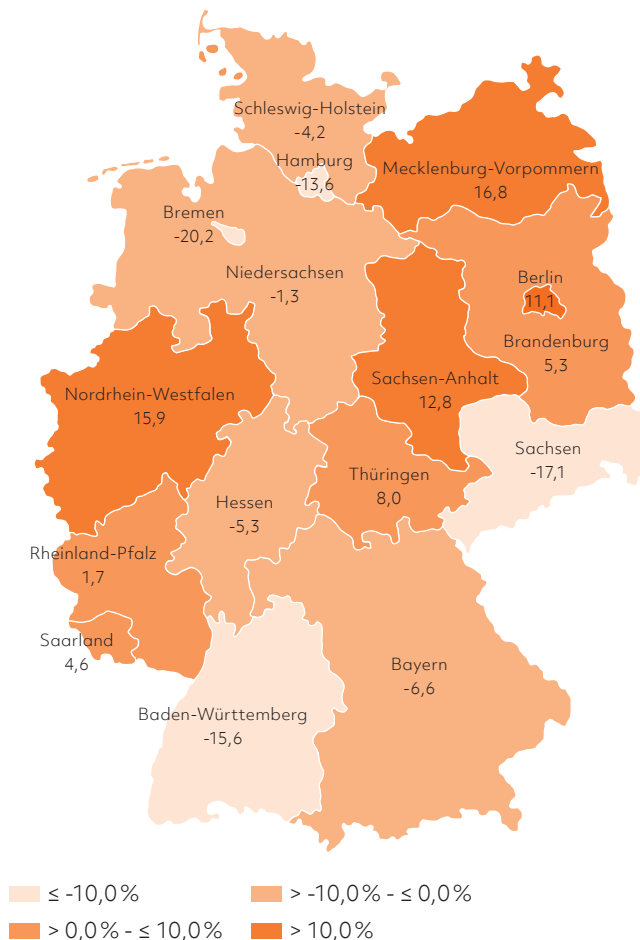 Schleswig-Holstein
-4,2
Hamburg
-13,6
Mecklenburg-Vorpommern
16,8
Bremen
-20,2
Niedersachsen
-1,3
Berlin
11,1
Brandenburg
5,3
Nordrhein-Westfalen
15,9
Sachsen-Anhalt
12,8
Sachsen
-17,1
Thüringen
8,0
Hessen
-5,3
Rheinland-Pfalz
1,7
Saarland
4,6
Bayern
-6,6
Baden-Württemberg
-15,6
≤ -10,0%
> -10,0% - ≤ 0,0%
> 0,0% - ≤ 10,0%
> 10,0%